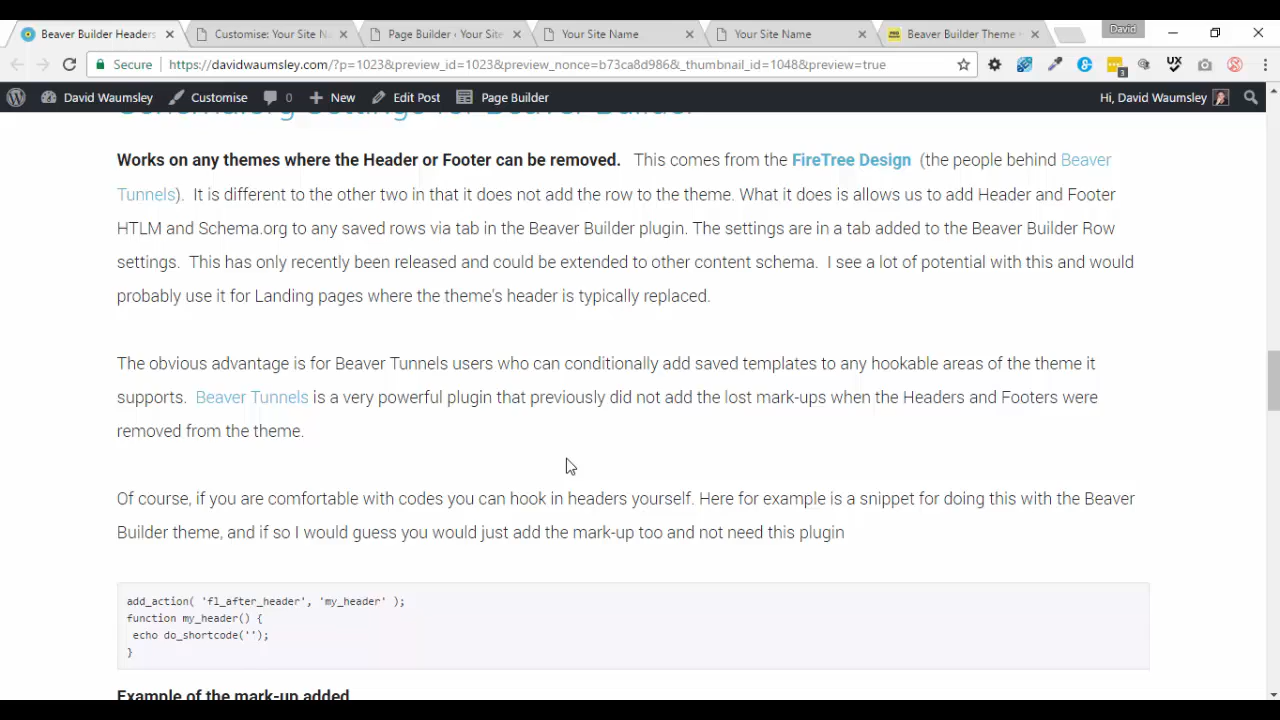 Beaver Builder Headers
Customise: Your Site N
Page Builder ‹ Your Site
Your Site Name
Your Site Name
Beaver Builder Theme
David
Secure
https://davidwaumsley.com/?p=1023&preview_id=1023&preview_nonce=b73ca8d986&_thumbnail_id=1048&preview=true
3
David Waumsley
Customise
0
New
Edit Post
Page Builder
Hi, David Waumsley
Schema.org Settings for Beaver Builder
Works on any themes where the Header or Footer can be removed. This comes from the FireTree Design (the people behind Beaver
Tunnels). It is different to the other two in that it does not add the row to the theme. What it does is allows us to add Header and Footer
HTLM and Schema.org to any saved rows via tab in the Beaver Builder plugin. The settings are in a tab added to the Beaver Builder Row
settings. This has only recently been released and could be extended to other content schema. I see a lot of potential with this and would
probably use it for Landing pages where the theme's header is typically replaced.
The obvious advantage is for Beaver Tunnels users who can conditionally add saved templates to any hookable areas of the theme it
supports. Beaver Tunnels is a very powerful plugin that previously did not add the lost mark-ups when the Headers and Footers were
removed from the theme.
Of course, if you are comfortable with codes you can hook in headers yourself. Here for example is a snippet for doing this with the Beaver
Builder theme, and if so I would guess you would just add the mark-up too and not need this plugin
add_action( 'fl_after_header', 'my_header' );
function my_header() {
echo do_shortcode('');
}
Example of the mark-up added